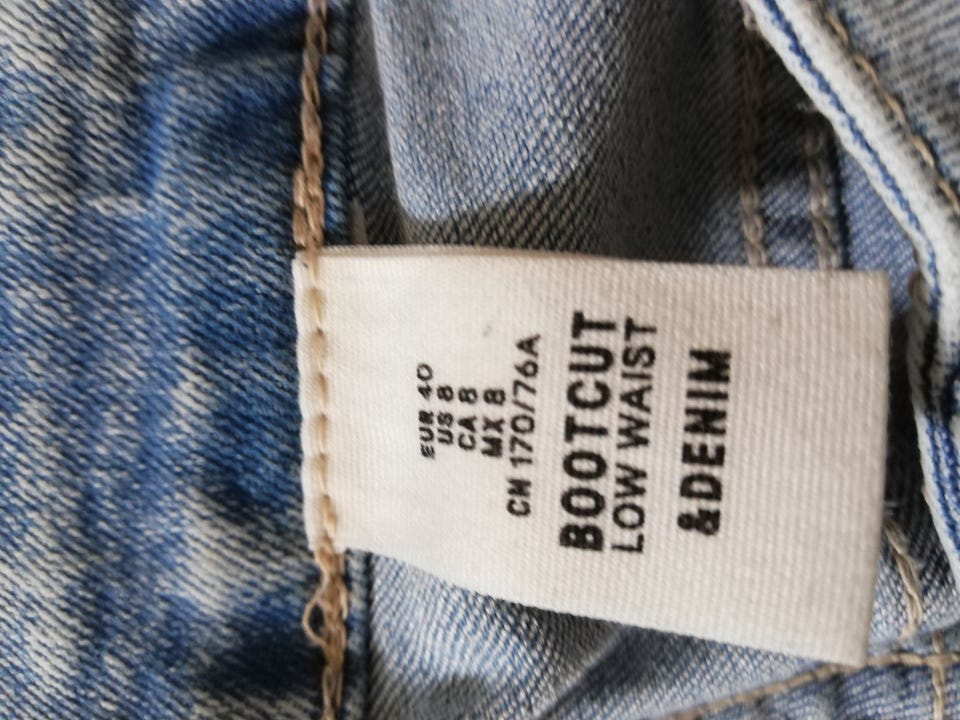 EUR 40
US 8
CA 8
MX 8
CN 170/76A
BOOTCUT
LOW WAIST
&DENIM